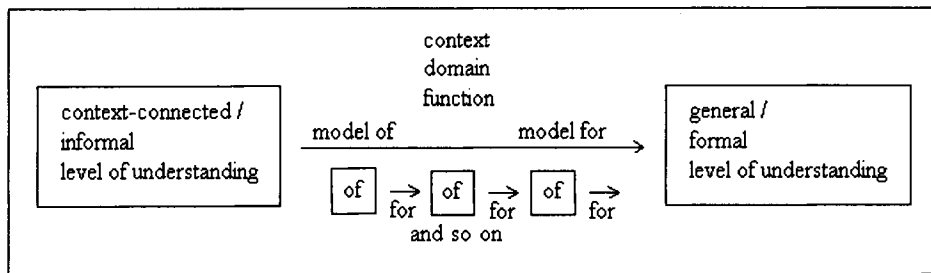 context
domain
function
context-connected /
informal
level of understanding
model of model for
general /
formal
level of understanding
of of of
for for for
and so on